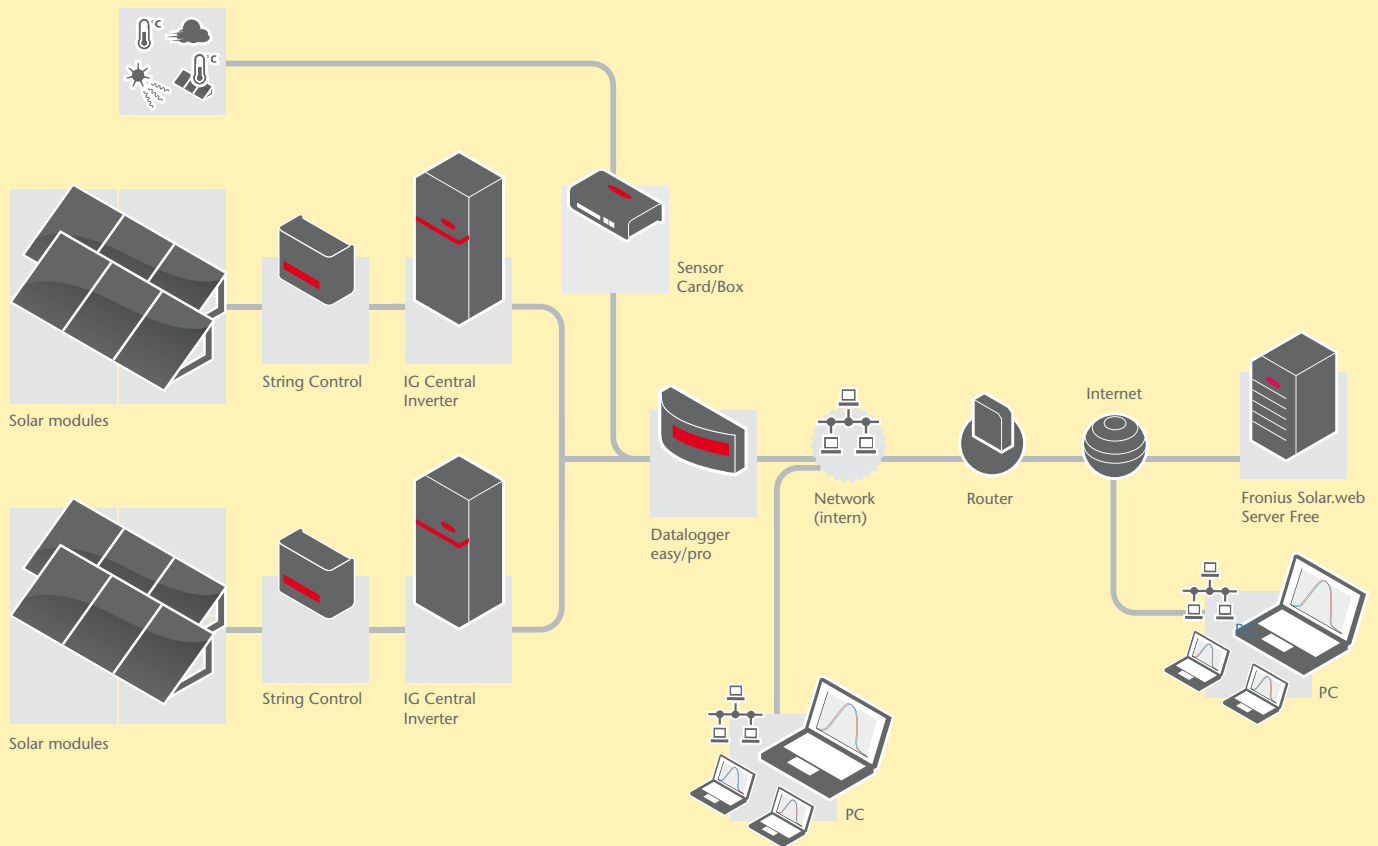 °C
°C
Sensor
Card/Box
String Control
IG Central
Inverter
Solar modules
Internet
Network
(intern)
Router
Fronius Solar.web
Server Free
Datalogger
easy/pro
PC
PC
String Control
IG Central
Inverter
Solar modules
PC